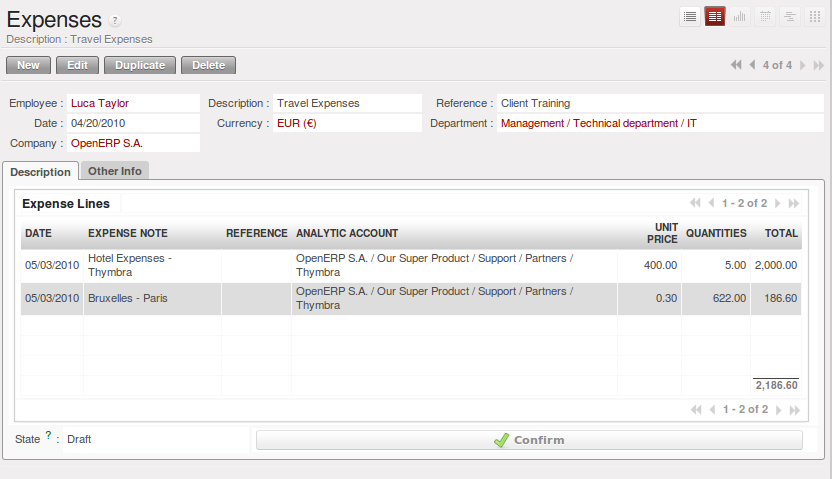 Expenses ?
Description : Travel Expenses
New Edit Duplicate Delete 4 of 4
Employee : Luca Taylor Description : Travel Expenses Reference : Client Training
Date : 04/20/2010 Currency : EUR (€) Department : Management / Technical department / IT
Company : OpenERP S.A.
Description Other Info
Expense Lines 1 - 2 of 2
DATE EXPENSE NOTE REFERENCE ANALYTIC ACCOUNT UNIT PRICE QUANTITIES TOTAL
05/03/2010 Hotel Expenses - Thymbra OpenERP S.A. / Our Super Product / Support / Partners / Thymbra 400.00 5.00 2,000.00
05/03/2010 Bruxelles - Paris OpenERP S.A. / Our Super Product / Support / Partners / Thymbra 0.30 622.00 186.60
2,186.60
1 - 2 of 2
State ? : Draft Confirm